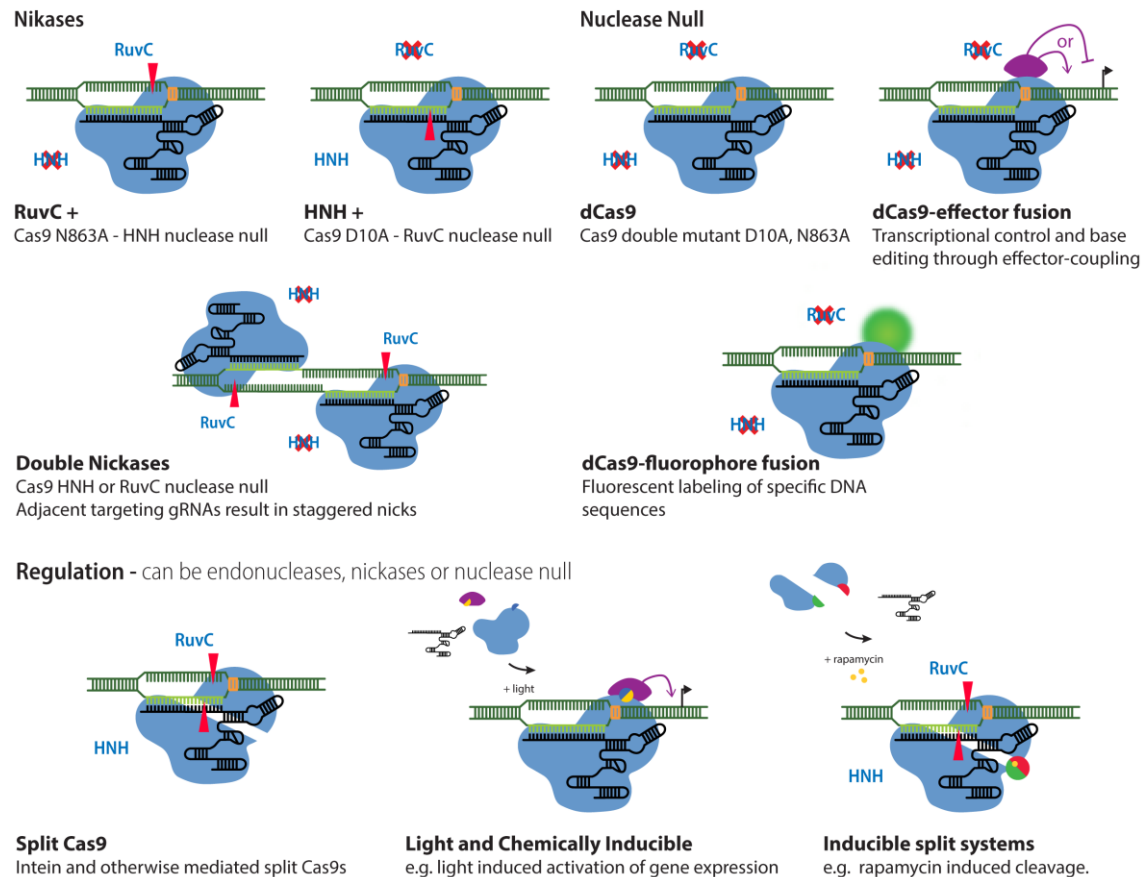 Nikases
Nuclease Null
RuvC
RuvC
RuvC
RuvC
or
HNH
HNH
HNH
HNH
RuvC +
Cas9 N863A - HNH nuclease null
HNH +
Cas9 D10A - RuvC nuclease null
dCas9
Cas9 double mutant D10A, N863A
dCas9-effector fusion
Transcriptional control and base
editing through effector-coupling
HNH
RuvC
RuvC
HNH
RuvC
HNH
Double Nickases
Cas9 HNH or RuvC nuclease null
Adjacent targeting gRNAs result in staggered nicks
dCas9-fluorophore fusion
Fluorescent labeling of specific DNA
sequences
Regulation - can be endonucleases, nickases or nuclease null
RuvC
HNH
+ light
+ rapamycin
RuvC
HNH
Split Cas9
Intein and otherwise mediated split Cas9s
Light and Chemically Inducible
e.g. light induced activation of gene expression
Inducible split systems
e.g. rapamycin induced cleavage.